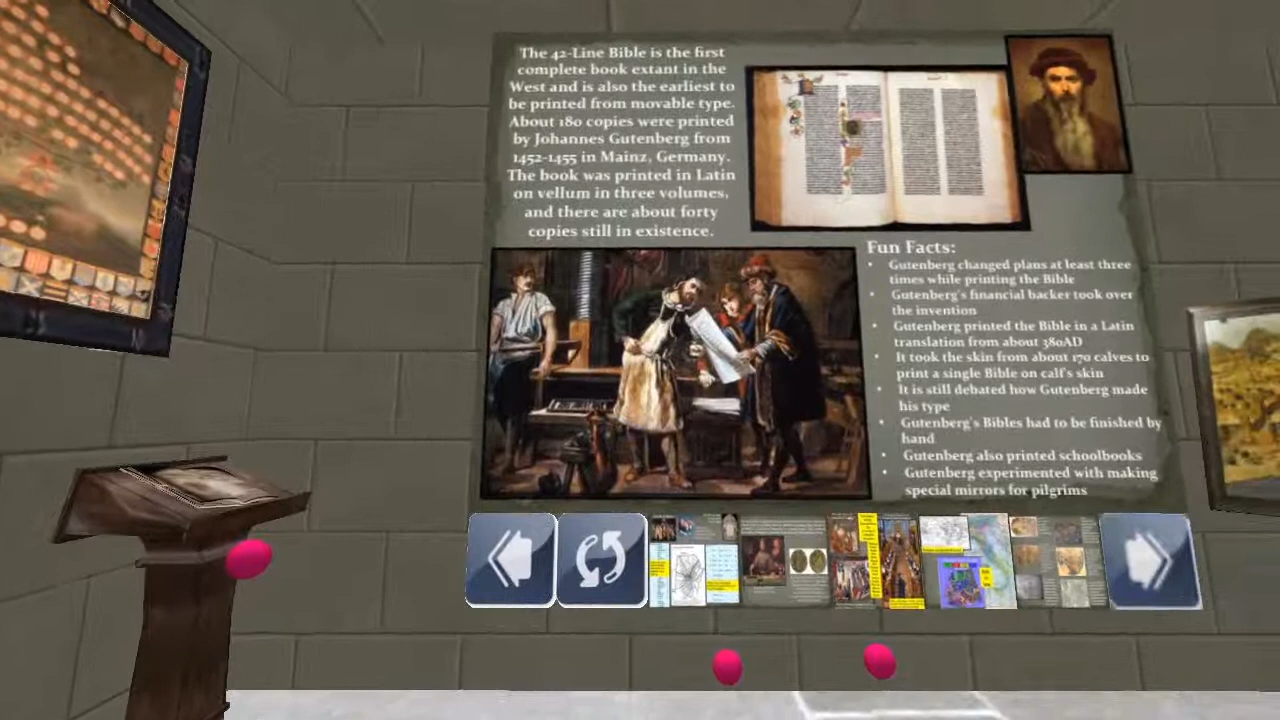 The 42-Line Bible is the first
complete book extant in the
West and is also the earliest to
be printed from movable type.
About 180 copies were printed
by Johannes Gutenberg from
1452-1455 in Mainz, Germany.
The book was printed in Latin
on vellum in three volumes,
and there are about forty
copies still in existence.
Fun Facts:
• Gutenberg changed plans at least three
times while printing the Bible
• Gutenberg's financial backer took over
the invention
• Gutenberg printed the Bible in a Latin
translation from about 380AD
• It took the skin from about 170 calves to
print a single Bible on calf's skin
• It is still debated how Gutenberg made
his type
• Gutenberg's Bibles had to be finished by
hand
• Gutenberg also printed schoolbooks
• Gutenberg experimented with making
special mirrors for pilgrims